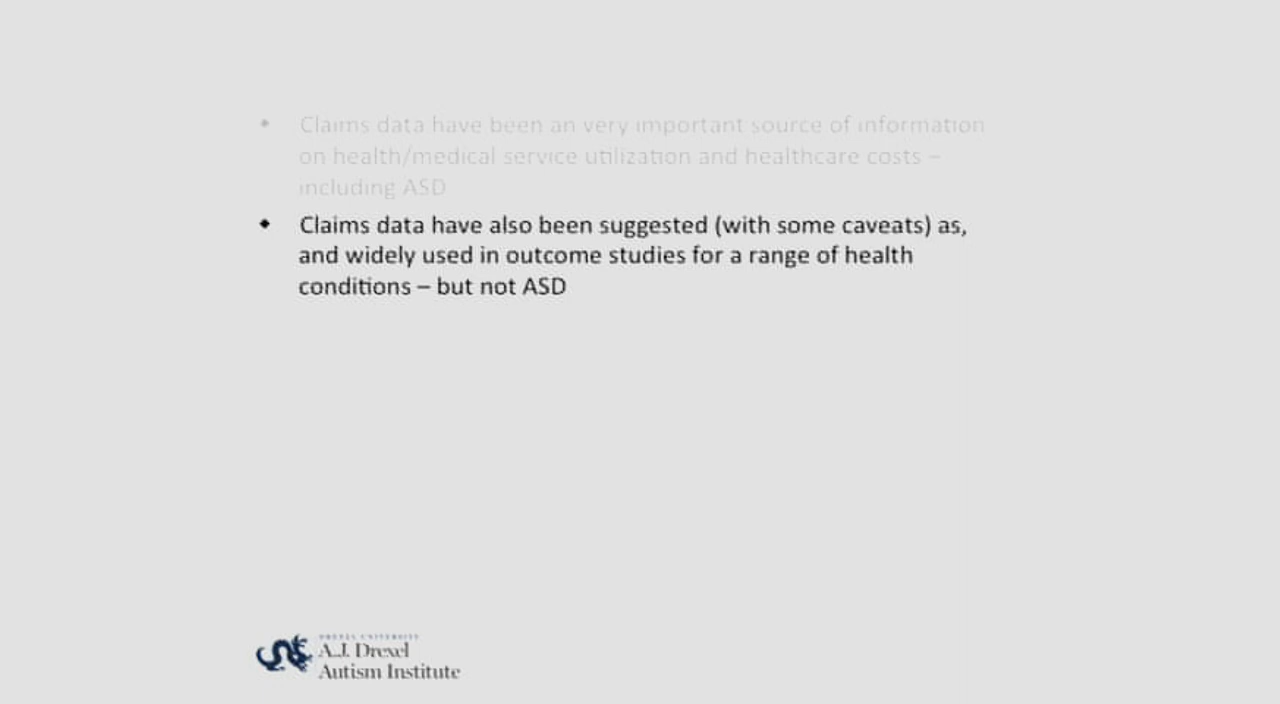 Claims data have been an very important source of information
on health/medical service utilization and healthcare costs –
including ASD
Claims data have also been suggested (with some caveats) as,
and widely used in outcome studies for a range of health
conditions – but not ASD
DREXEL UNIVERSITY
A.J. Drexel
Autism Institute